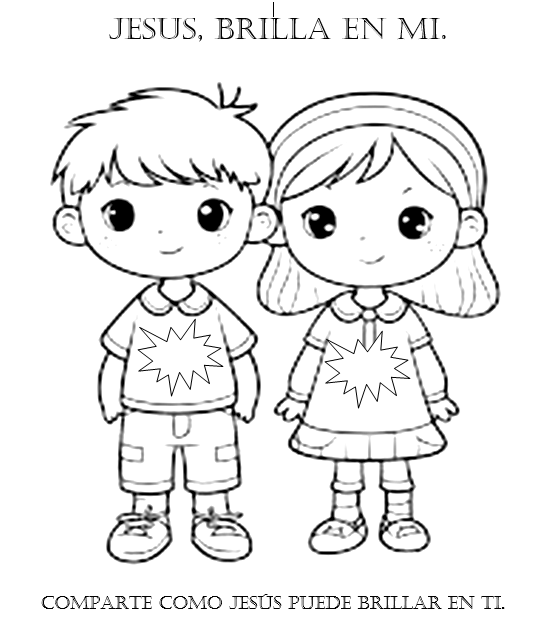 JESUS, BRILLA EN MI.
COMPARTE COMO JESÚS PUEDE BRILLAR EN TI.